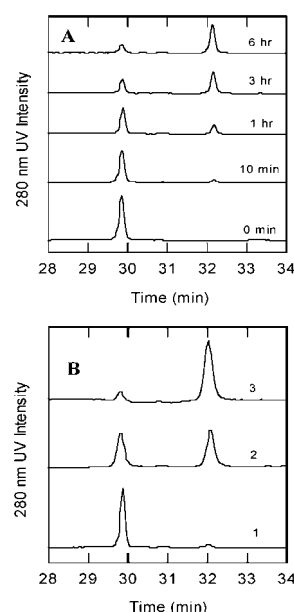 A
6 hr
3 hr
1 hr
10 min
0 min
280 nm UV Intensity
28 29 30 31 32 33 34
Time (min)
B
3
2
1
280 nm UV Intensity
28 29 30 31 32 33 34
Time (min)